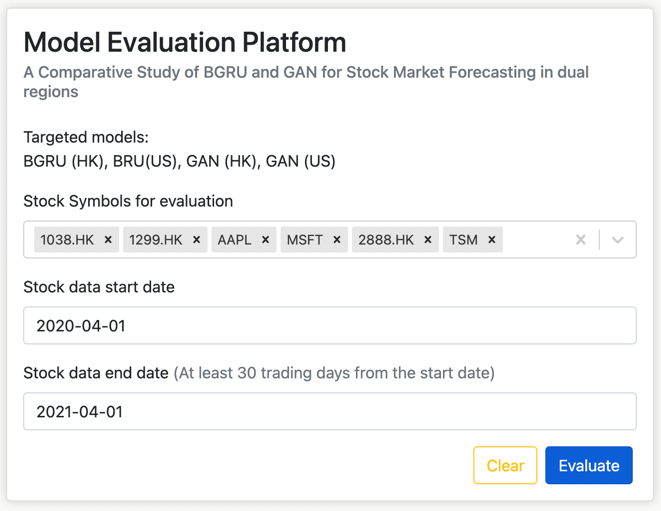 Model Evaluation Platform
A Comparative Study of BGRU and GAN for Stock Market Forecasting in dual
regions
Targeted models:
BGRU (HK), BRU(US), GAN (HK), GAN (US)
Stock Symbols for evaluation
1038.HK × 1299.HK × AAPL × MSFT × 2888.HK × TSM ×
Stock data start date
2020-04-01
Stock data end date (At least 30 trading days from the start date)
2021-04-01
Clear Evaluate